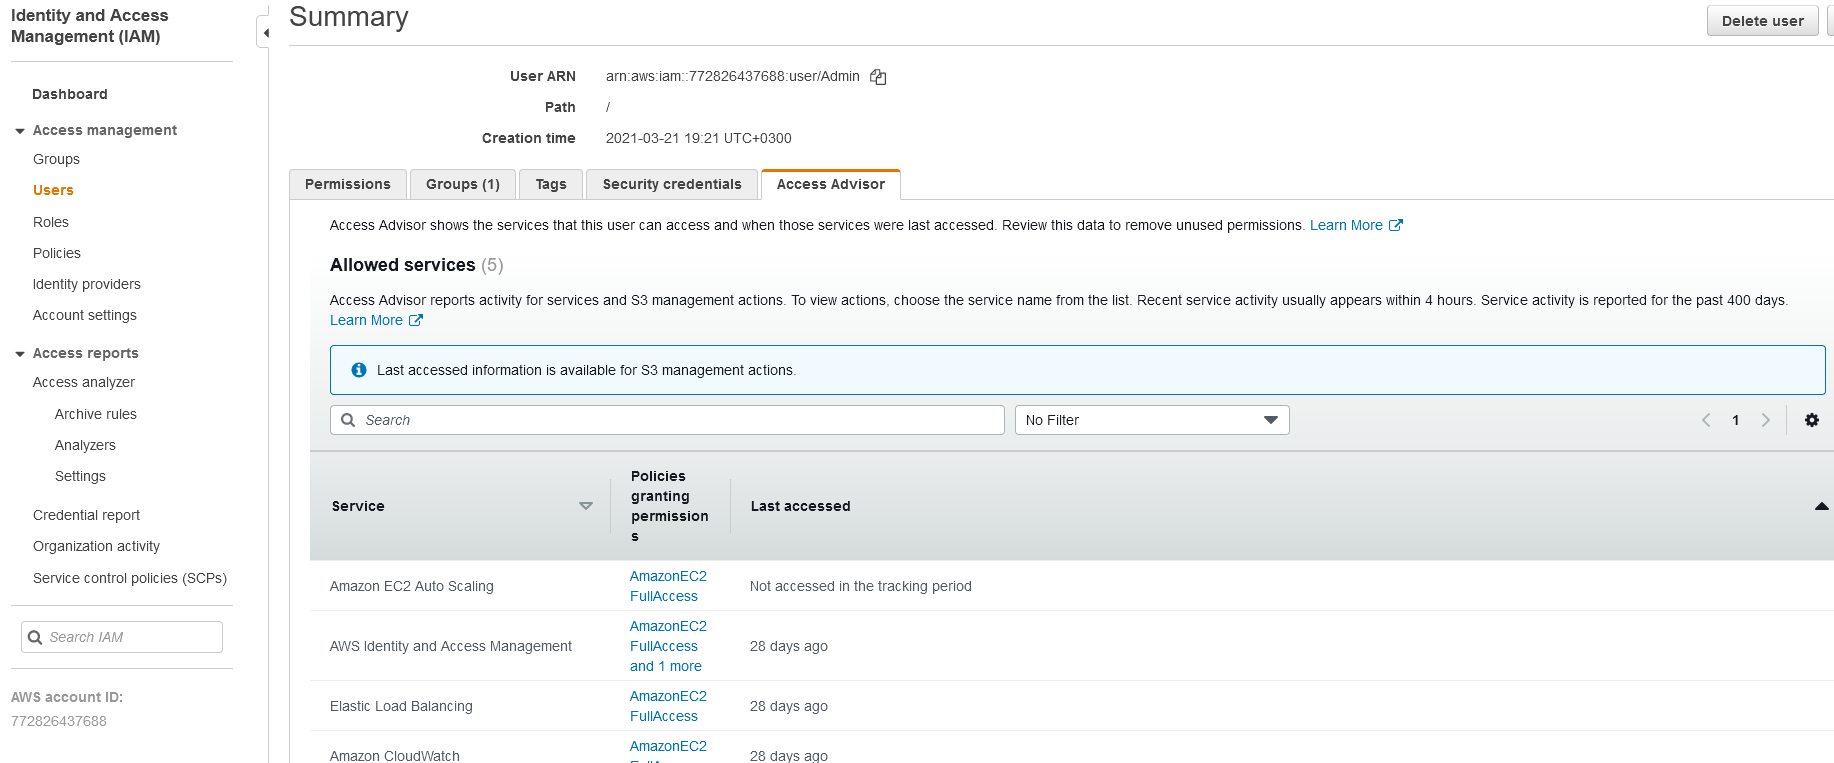 Identity and Access
Management (IAM)
Dashboard
Access management
Groups
Users
Roles
Policies
Identity providers
Account settings
Access reports
Access analyzer
Archive rules
Analyzers
Settings
Credential report
Organization activity
Service control policies (SCPs)
Search IAM
AWS account ID:
772826437688
Summary
Delete user
User ARN arn:aws:iam::772826437688:user/Admin
Path /
Creation time 2021-03-21 19:21 UTC+0300
Permissions Groups (1) Tags Security credentials Access Advisor
Access Advisor shows the services that this user can access and when those services were last accessed. Review this data to remove unused permissions. Learn More
Allowed services (5)
Access Advisor reports activity for services and S3 management actions. To view actions, choose the service name from the list. Recent service activity usually appears within 4 hours. Service activity is reported for the past 400 days.
Learn More
Last accessed information is available for S3 management actions.
Search No Filter 1
Policies
granting
permission
s
Service Last accessed
Amazon EC2 Auto Scaling
AmazonEC2
FullAccess
Not accessed in the tracking period
AWS Identity and Access Management
AmazonEC2
FullAccess
and 1 more
28 days ago
Elastic Load Balancing
AmazonEC2
FullAccess
28 days ago
Amazon CloudWatch
AmazonEC2
28 days ago